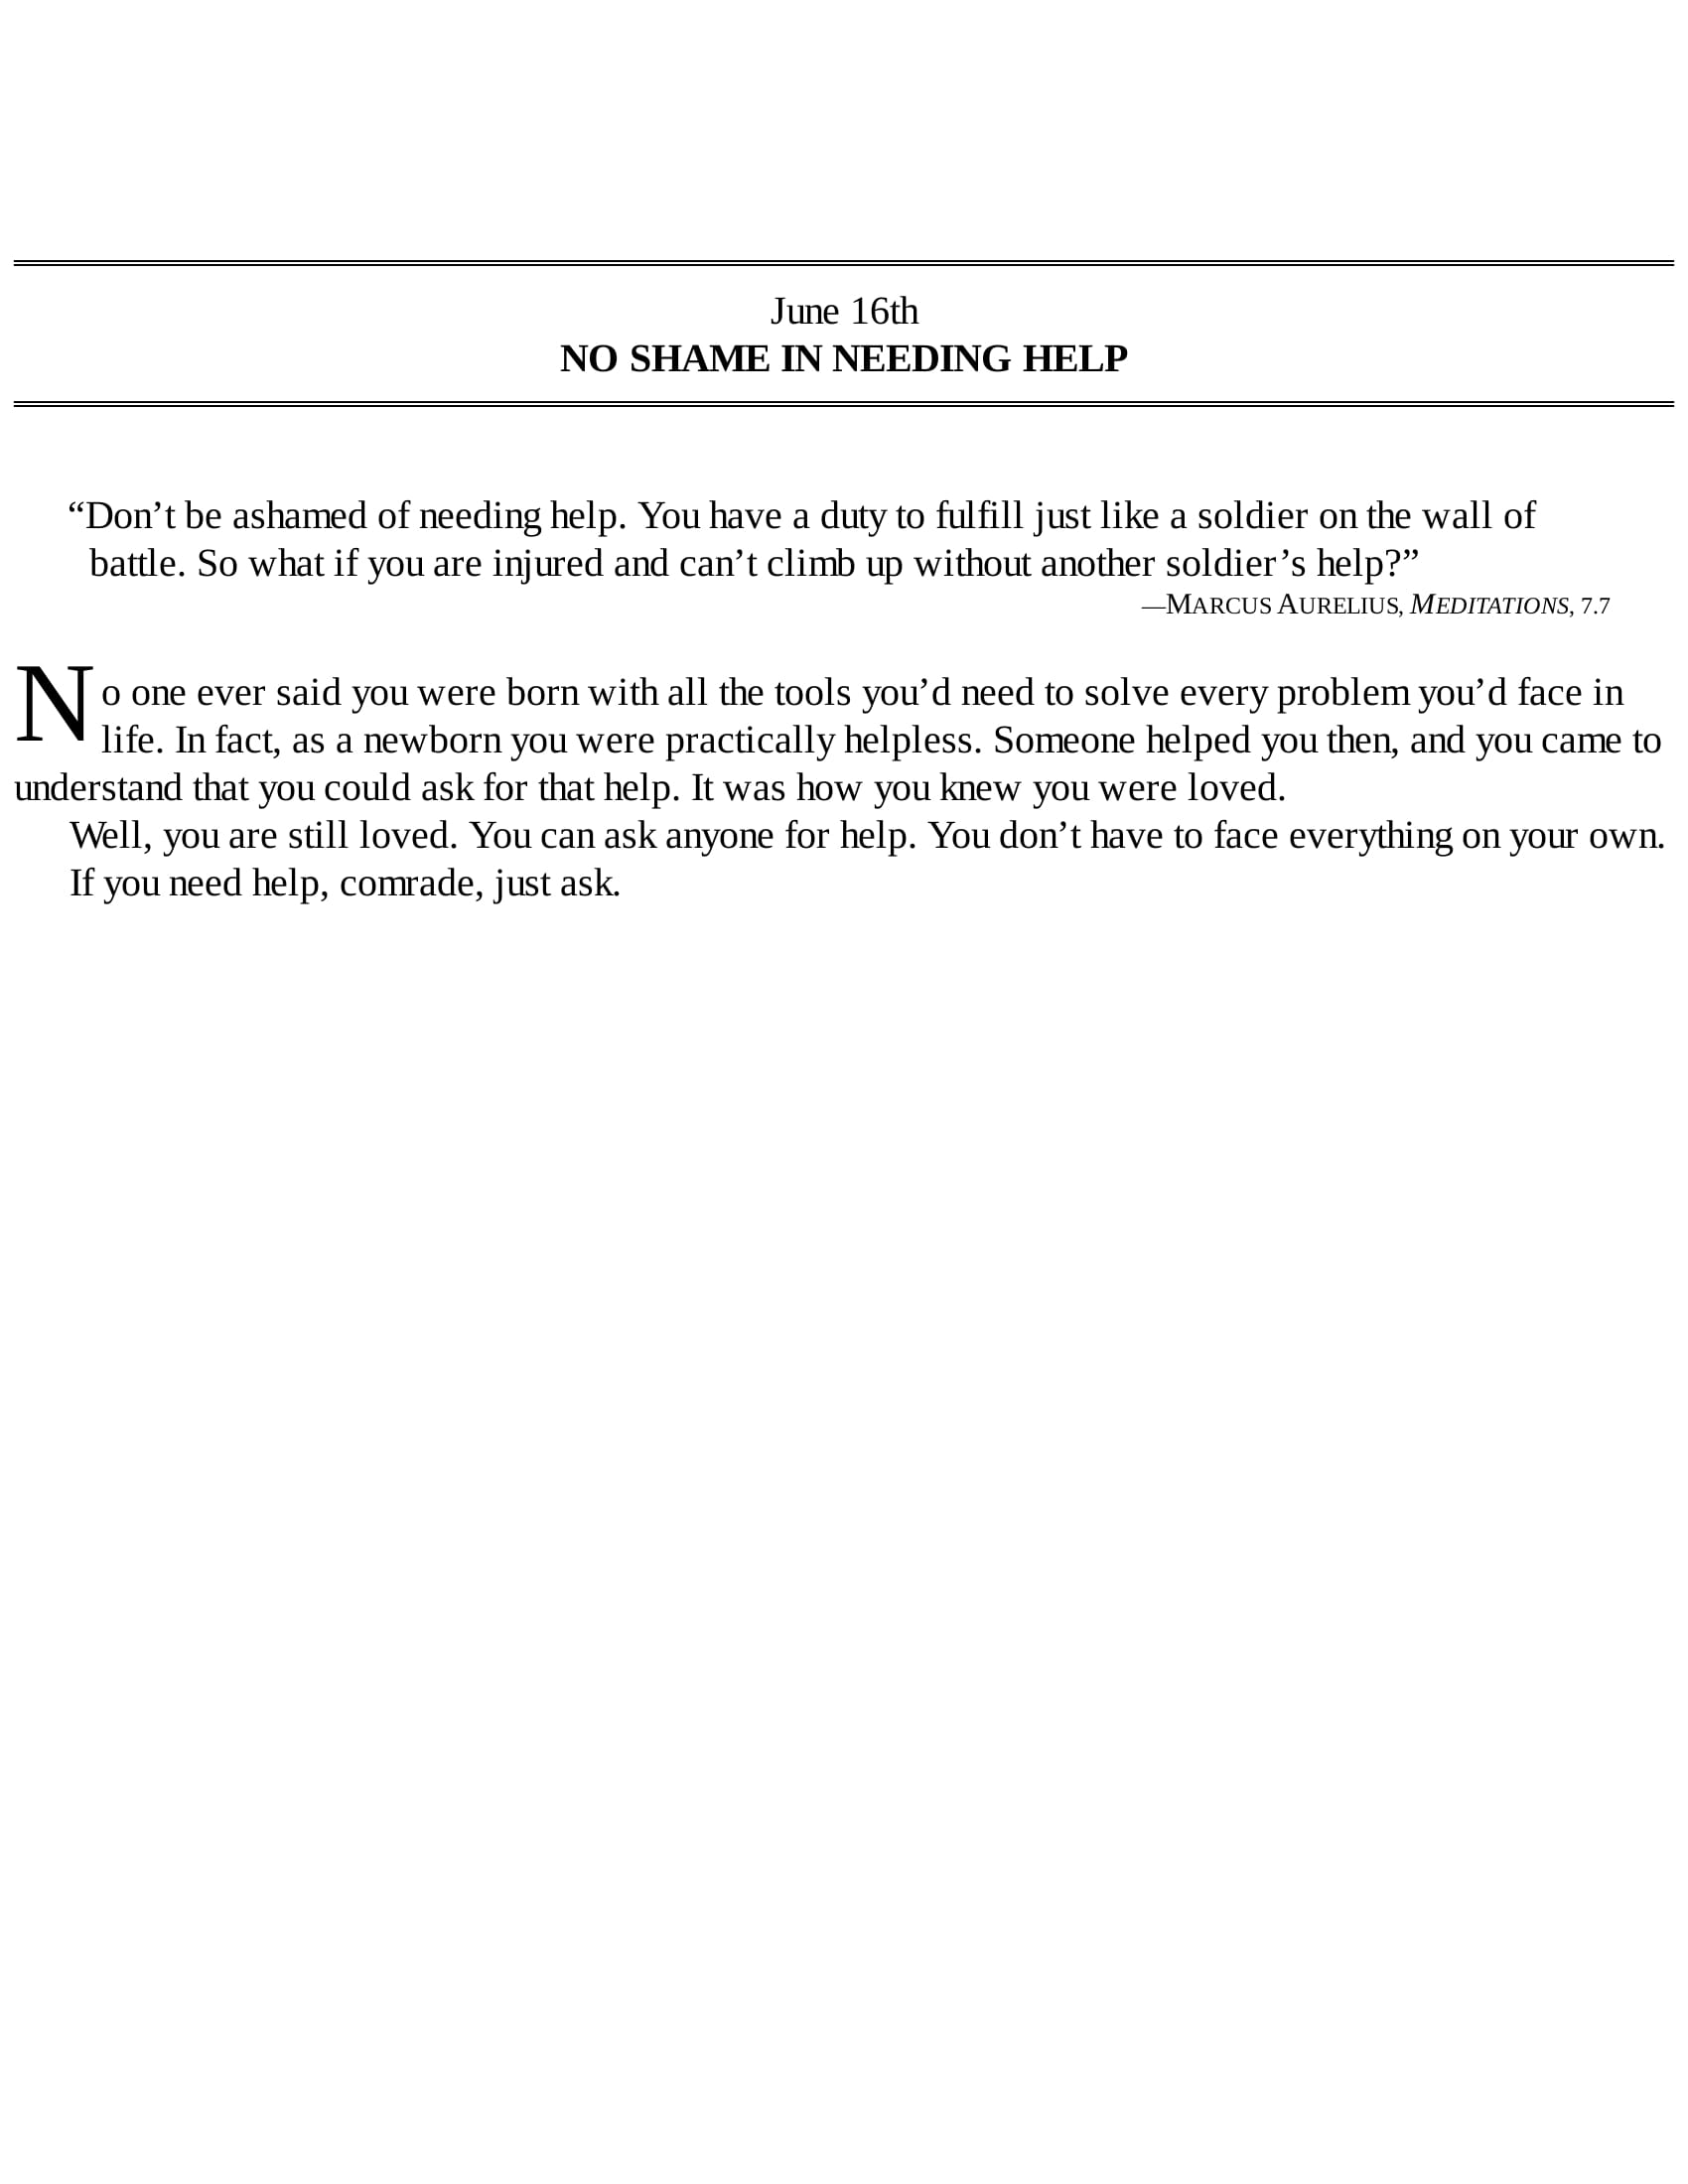 June 16th
NO SHAME IN NEEDING HELP
“Don’t be ashamed of needing help. You have a duty to fulfill just like a soldier on the wall of
battle. So what if you are injured and can’t climb up without another soldier’s help?”
—MARCUS AURELIUS, MEDITATIONS, 7.7
No one ever said you were born with all the tools you’d need to solve every problem you’d face in
life. In fact, as a newborn you were practically helpless. Someone helped you then, and you came to
understand that you could ask for that help. It was how you knew you were loved.
Well, you are still loved. You can ask anyone for help. You don’t have to face everything on your own.
If you need help, comrade, just ask.